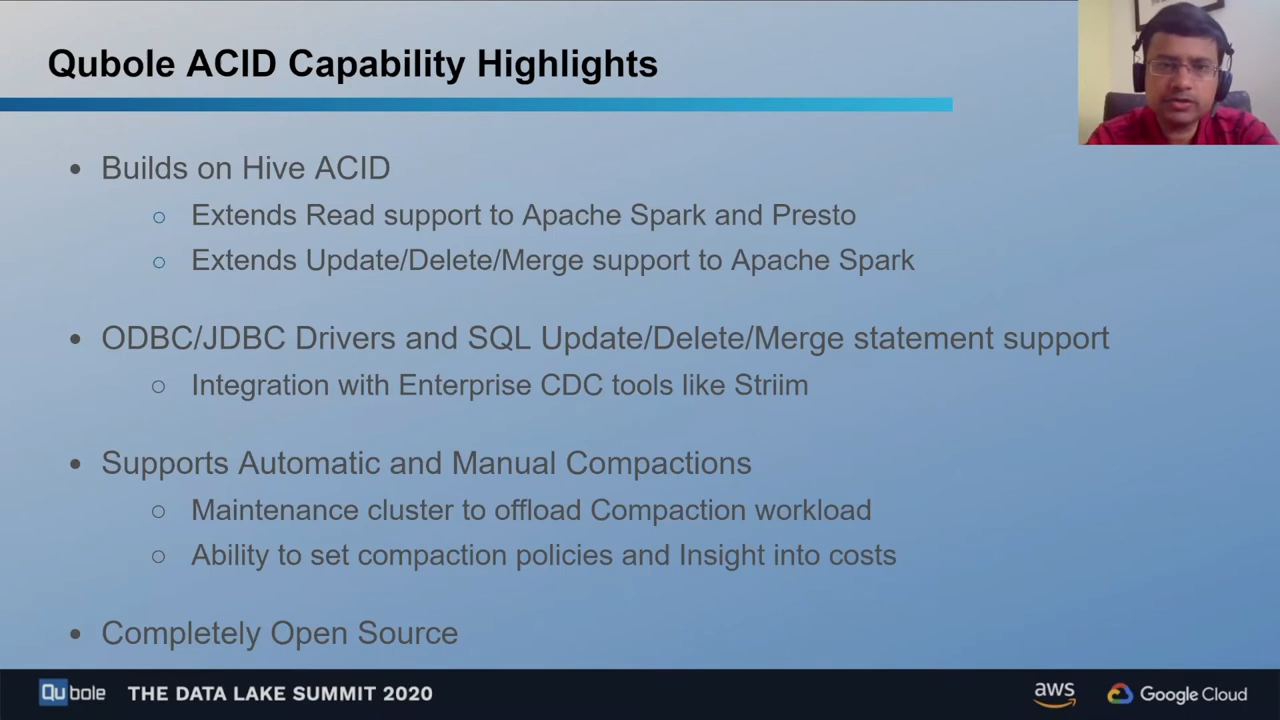 Qubole ACID Capability Highlights
• Builds on Hive ACID
○ Extends Read support to Apache Spark and Presto
○ Extends Update/Delete/Merge support to Apache Spark
• ODBC/JDBC Drivers and SQL Update/Delete/Merge statement support
○ Integration with Enterprise CDC tools like Striim
• Supports Automatic and Manual Compactions
○ Maintenance cluster to offload Compaction workload
○ Ability to set compaction policies and Insight into costs
• Completely Open Source
Qubole THE DATA LAKE SUMMIT 2020 aws Google Cloud